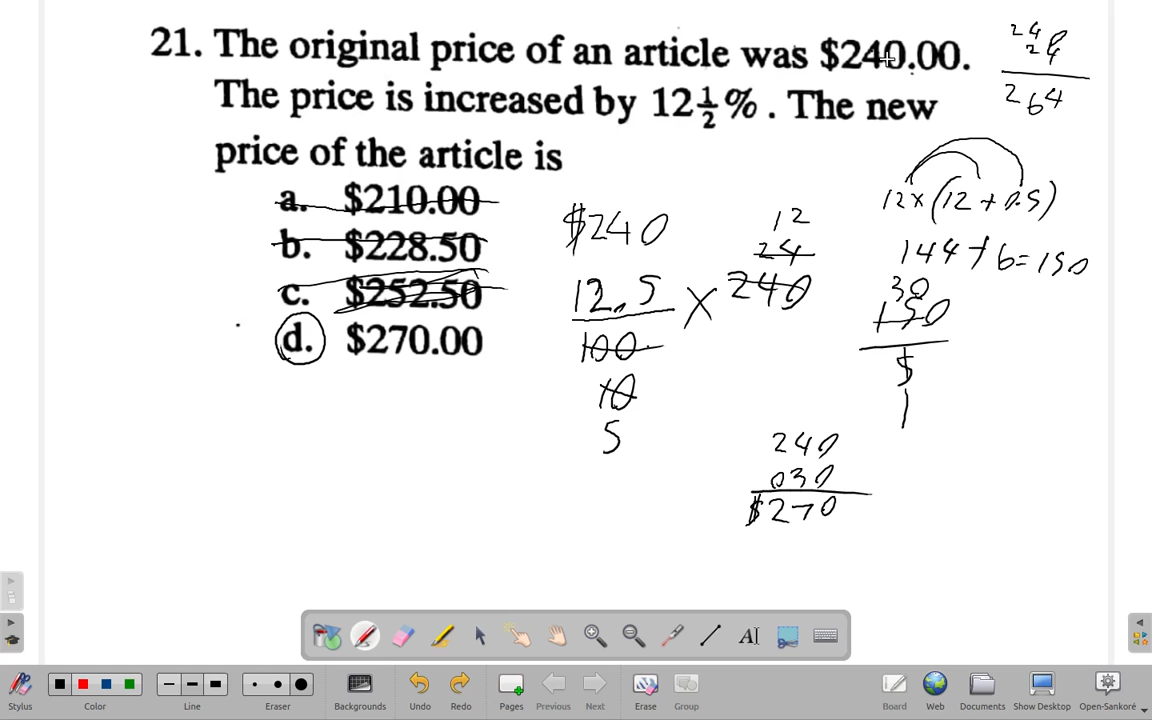 21. The original price of an article was $240.00.
The price is increased by 12½% . The new
price of the article is
a. $210.00
b. $228.50
c. $252.50
d. $270.00
240
24
264
12×(12 + 0.5)
144 + 6 = 150
$240
12.5
100
10
5
×
12
24
240
30
150
5
1
240
030
$270
Stylus
Color
Line
Eraser
Backgrounds
Undo
Redo
Pages
Previous
Next
Erase
Group
Board
Web
Documents
Show Desktop
Open-Sankoré